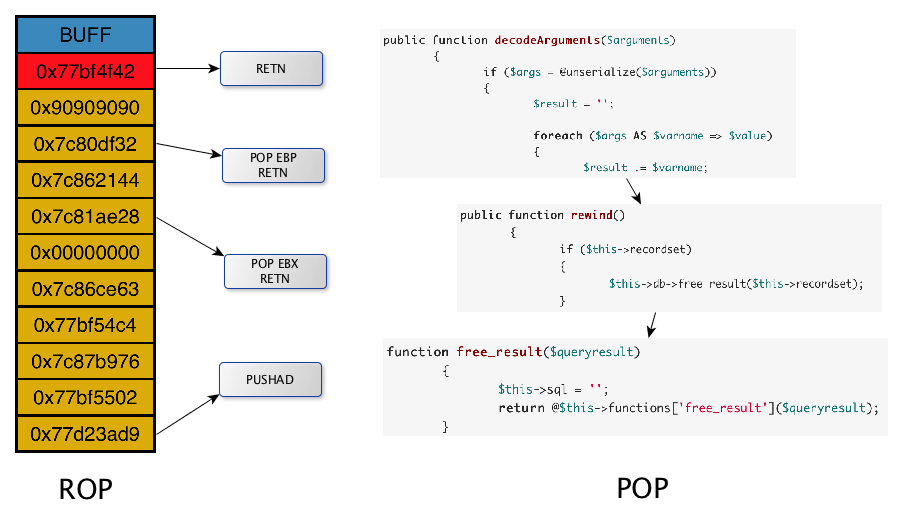 BUFF
0x77bf4f42
0x90909090
0x7c80df32
0x7c862144
0x7c81ae28
0x00000000
0x7c86ce63
0x77bf54c4
0x7c87b976
0x77bf5502
0x77d23ad9
ROP
RETN
POP EBP
RETN
POP EBX
RETN
PUSHAD
public function decodeArguments($arguments)
{
if ($args = @unserialize($arguments))
{
$result = '';
foreach ($args AS $varname => $value)
{
$result .= $varname;
public function rewind()
{
if ($this->recordset)
{
$this->db->free_result($this->recordset);
}
function free_result($queryresult)
{
$this->sql = '';
return @$this->functions['free_result']($queryresult);
}
POP